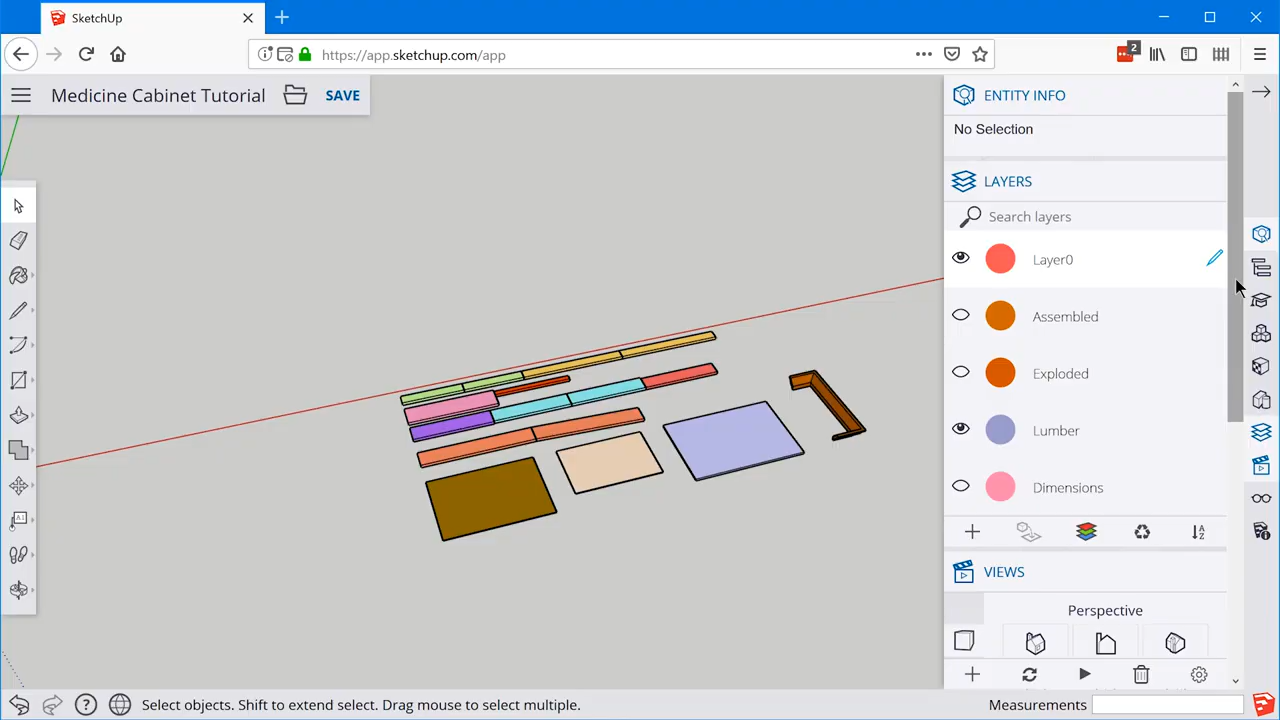 SketchUp
https://app.sketchup.com/app
2
Medicine Cabinet Tutorial
SAVE
ENTITY INFO
No Selection
LAYERS
Search layers
Layer0
Assembled
Exploded
Lumber
Dimensions
A
Z
VIEWS
Perspective
A1
Select objects. Shift to extend select. Drag mouse to select multiple.
Measurements